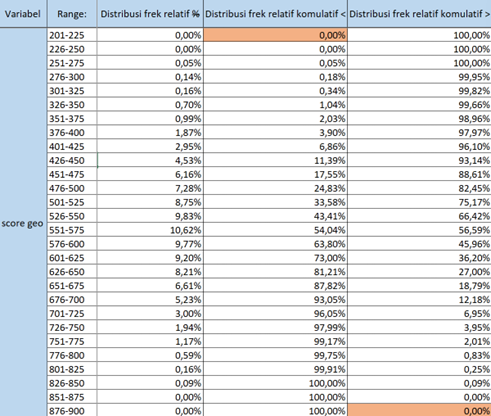 Variabel Range: Distribusi frek relatif % Distribusi frek relatif komulatif < Distribusi frek relatif komulatif >
201-225 0,00% 0,00% 100,00%
226-250 0,00% 0,00% 100,00%
251-275 0,05% 0,05% 100,00%
276-300 0,14% 0,18% 99,95%
301-325 0,16% 0,34% 99,82%
326-350 0,70% 1,04% 99,66%
351-375 0,99% 2,03% 98,96%
376-400 1,87% 3,90% 97,97%
401-425 2,95% 6,86% 96,10%
426-450 4,53% 11,39% 93,14%
451-475 6,16% 17,55% 88,61%
476-500 7,28% 24,83% 82,45%
501-525 8,75% 33,58% 75,17%
526-550 9,83% 43,41% 66,42%
score geo 551-575 10,62% 54,04% 56,59%
576-600 9,77% 63,80% 45,96%
601-625 9,20% 73,00% 36,20%
626-650 8,21% 81,21% 27,00%
651-675 6,61% 87,82% 18,79%
676-700 5,23% 93,05% 12,18%
701-725 3,00% 96,05% 6,95%
726-750 1,94% 97,99% 3,95%
751-775 1,17% 99,17% 2,01%
776-800 0,59% 99,75% 0,83%
801-825 0,16% 99,91% 0,25%
826-850 0,09% 100,00% 0,09%
851-875 0,00% 100,00% 0,00%
876-900 0,00% 100,00% 0,00%